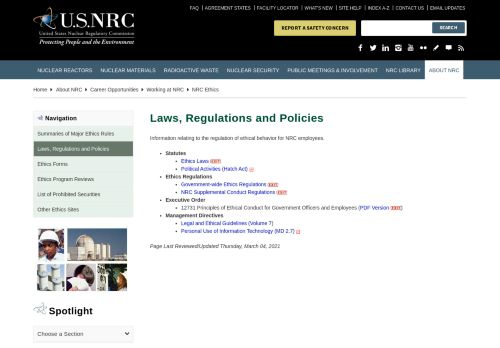 FAQ | AGREEMENT STATES | FACILITY LOCATOR | WHAT'S NEW | SITE HELP | INDEX A-Z | CONTACT US | EMAIL UPDATES
U.S.NRC
United States Nuclear Regulatory Commission
Protecting People and the Environment
REPORT A SAFETY CONCERN
SEARCH
NUCLEAR REACTORS NUCLEAR MATERIALS RADIOACTIVE WASTE NUCLEAR SECURITY PUBLIC MEETINGS & INVOLVEMENT NRC LIBRARY ABOUT NRC
Home > About NRC > Career Opportunities > Working at NRC > NRC Ethics
Navigation
Summaries of Major Ethics Rules
Laws, Regulations and Policies
Ethics Forms
Ethics Program Reviews
List of Prohibited Securities
Other Ethics Sites
Spotlight
Choose a Section
Laws, Regulations and Policies
Information relating to the regulation of ethical behavior for NRC employees.
• Statutes
• Ethics Laws EXIT
• Political Activities (Hatch Act)
• Ethics Regulations
• Government-wide Ethics Regulations EXIT
• NRC Supplemental Conduct Regulations EXIT
• Executive Order
• 12731 Principles of Ethical Conduct for Government Officers and Employees (PDF Version EXIT)
• Management Directives
• Legal and Ethical Guidelines (Volume 7)
• Personal Use of Information Technology (MD 2.7)
Page Last Reviewed/Updated Thursday, March 04, 2021